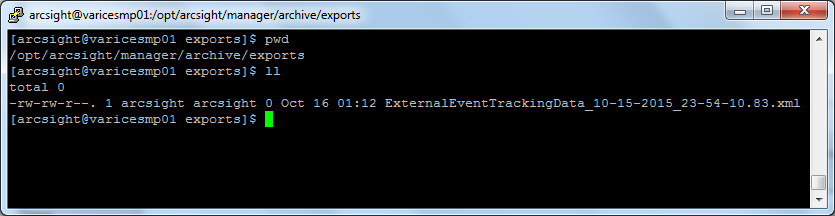 arcsight@varicesmp01:/opt/arcsight/manager/archive/exports
[arcsight@varicesmp01 exports]$ pwd
/opt/arcsight/manager/archive/exports
[arcsight@varicesmp01 exports]$ ll
total 0
-rw-rw-r--. 1 arcsight arcsight 0 Oct 16 01:12 ExternalEventTrackingData_10-15-2015_23-54-10.83.xml
[arcsight@varicesmp01 exports]$